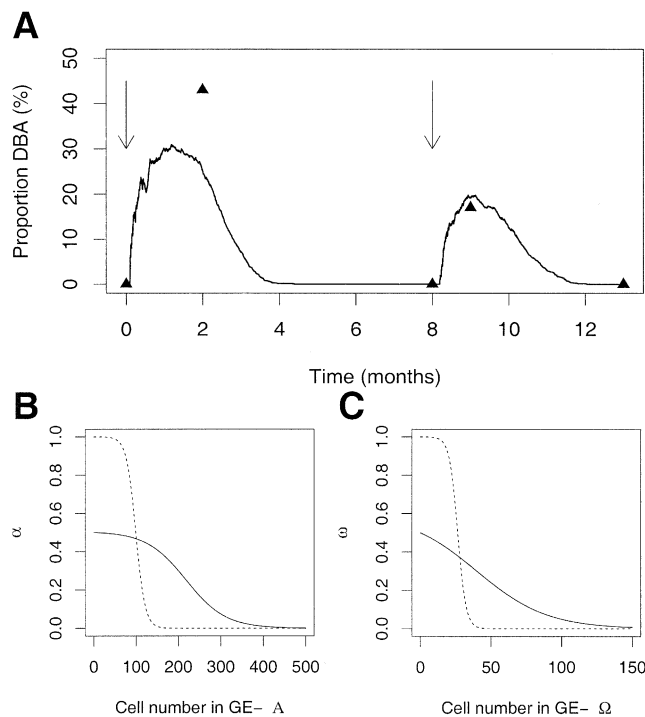 A
Proportion DBA (%)
50
40
30
20
10
0
0 2 4 6 8 10 12
Time (months)
B
α
1.0
0.8
0.6
0.4
0.2
0.0
0 100 200 300 400 500
Cell number in GE– A
C
ω
1.0
0.8
0.6
0.4
0.2
0.0
0 50 100 150
Cell number in GE– Ω